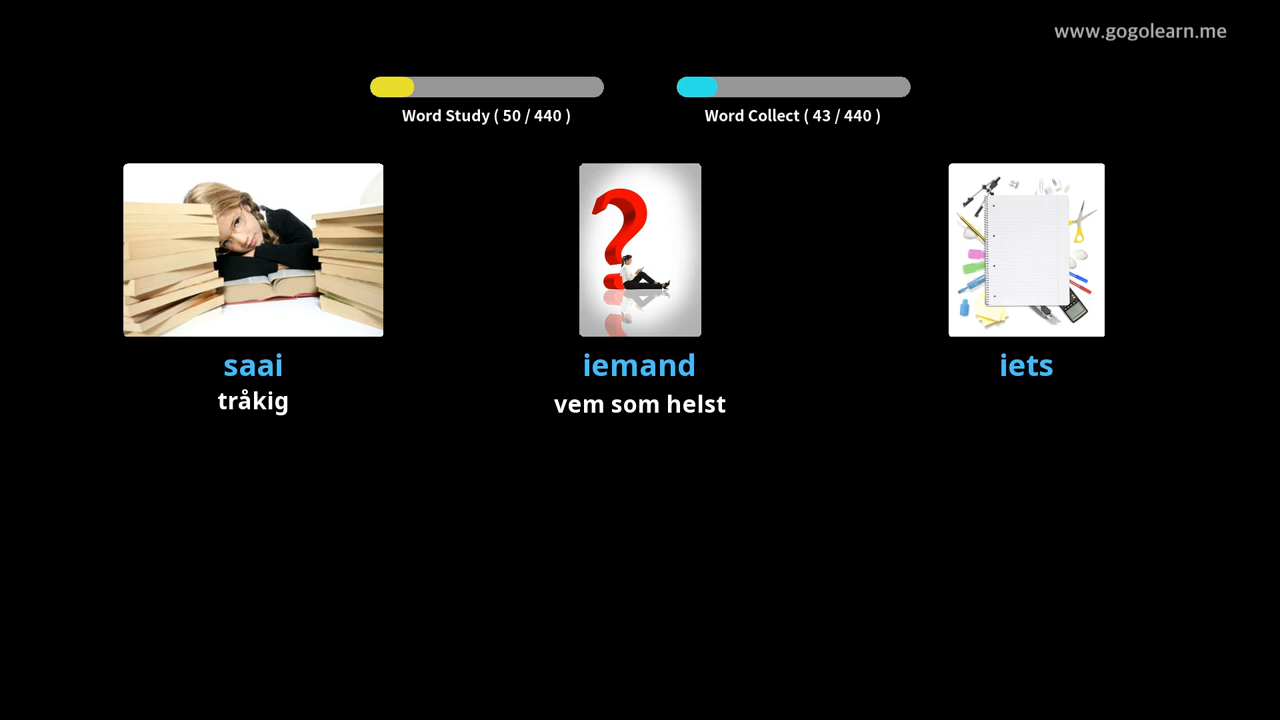 www.gogolearn.me
Word Study ( 50 / 440 )
Word Collect ( 43 / 440 )
saai
iemand
iets
tråkig
vem som helst